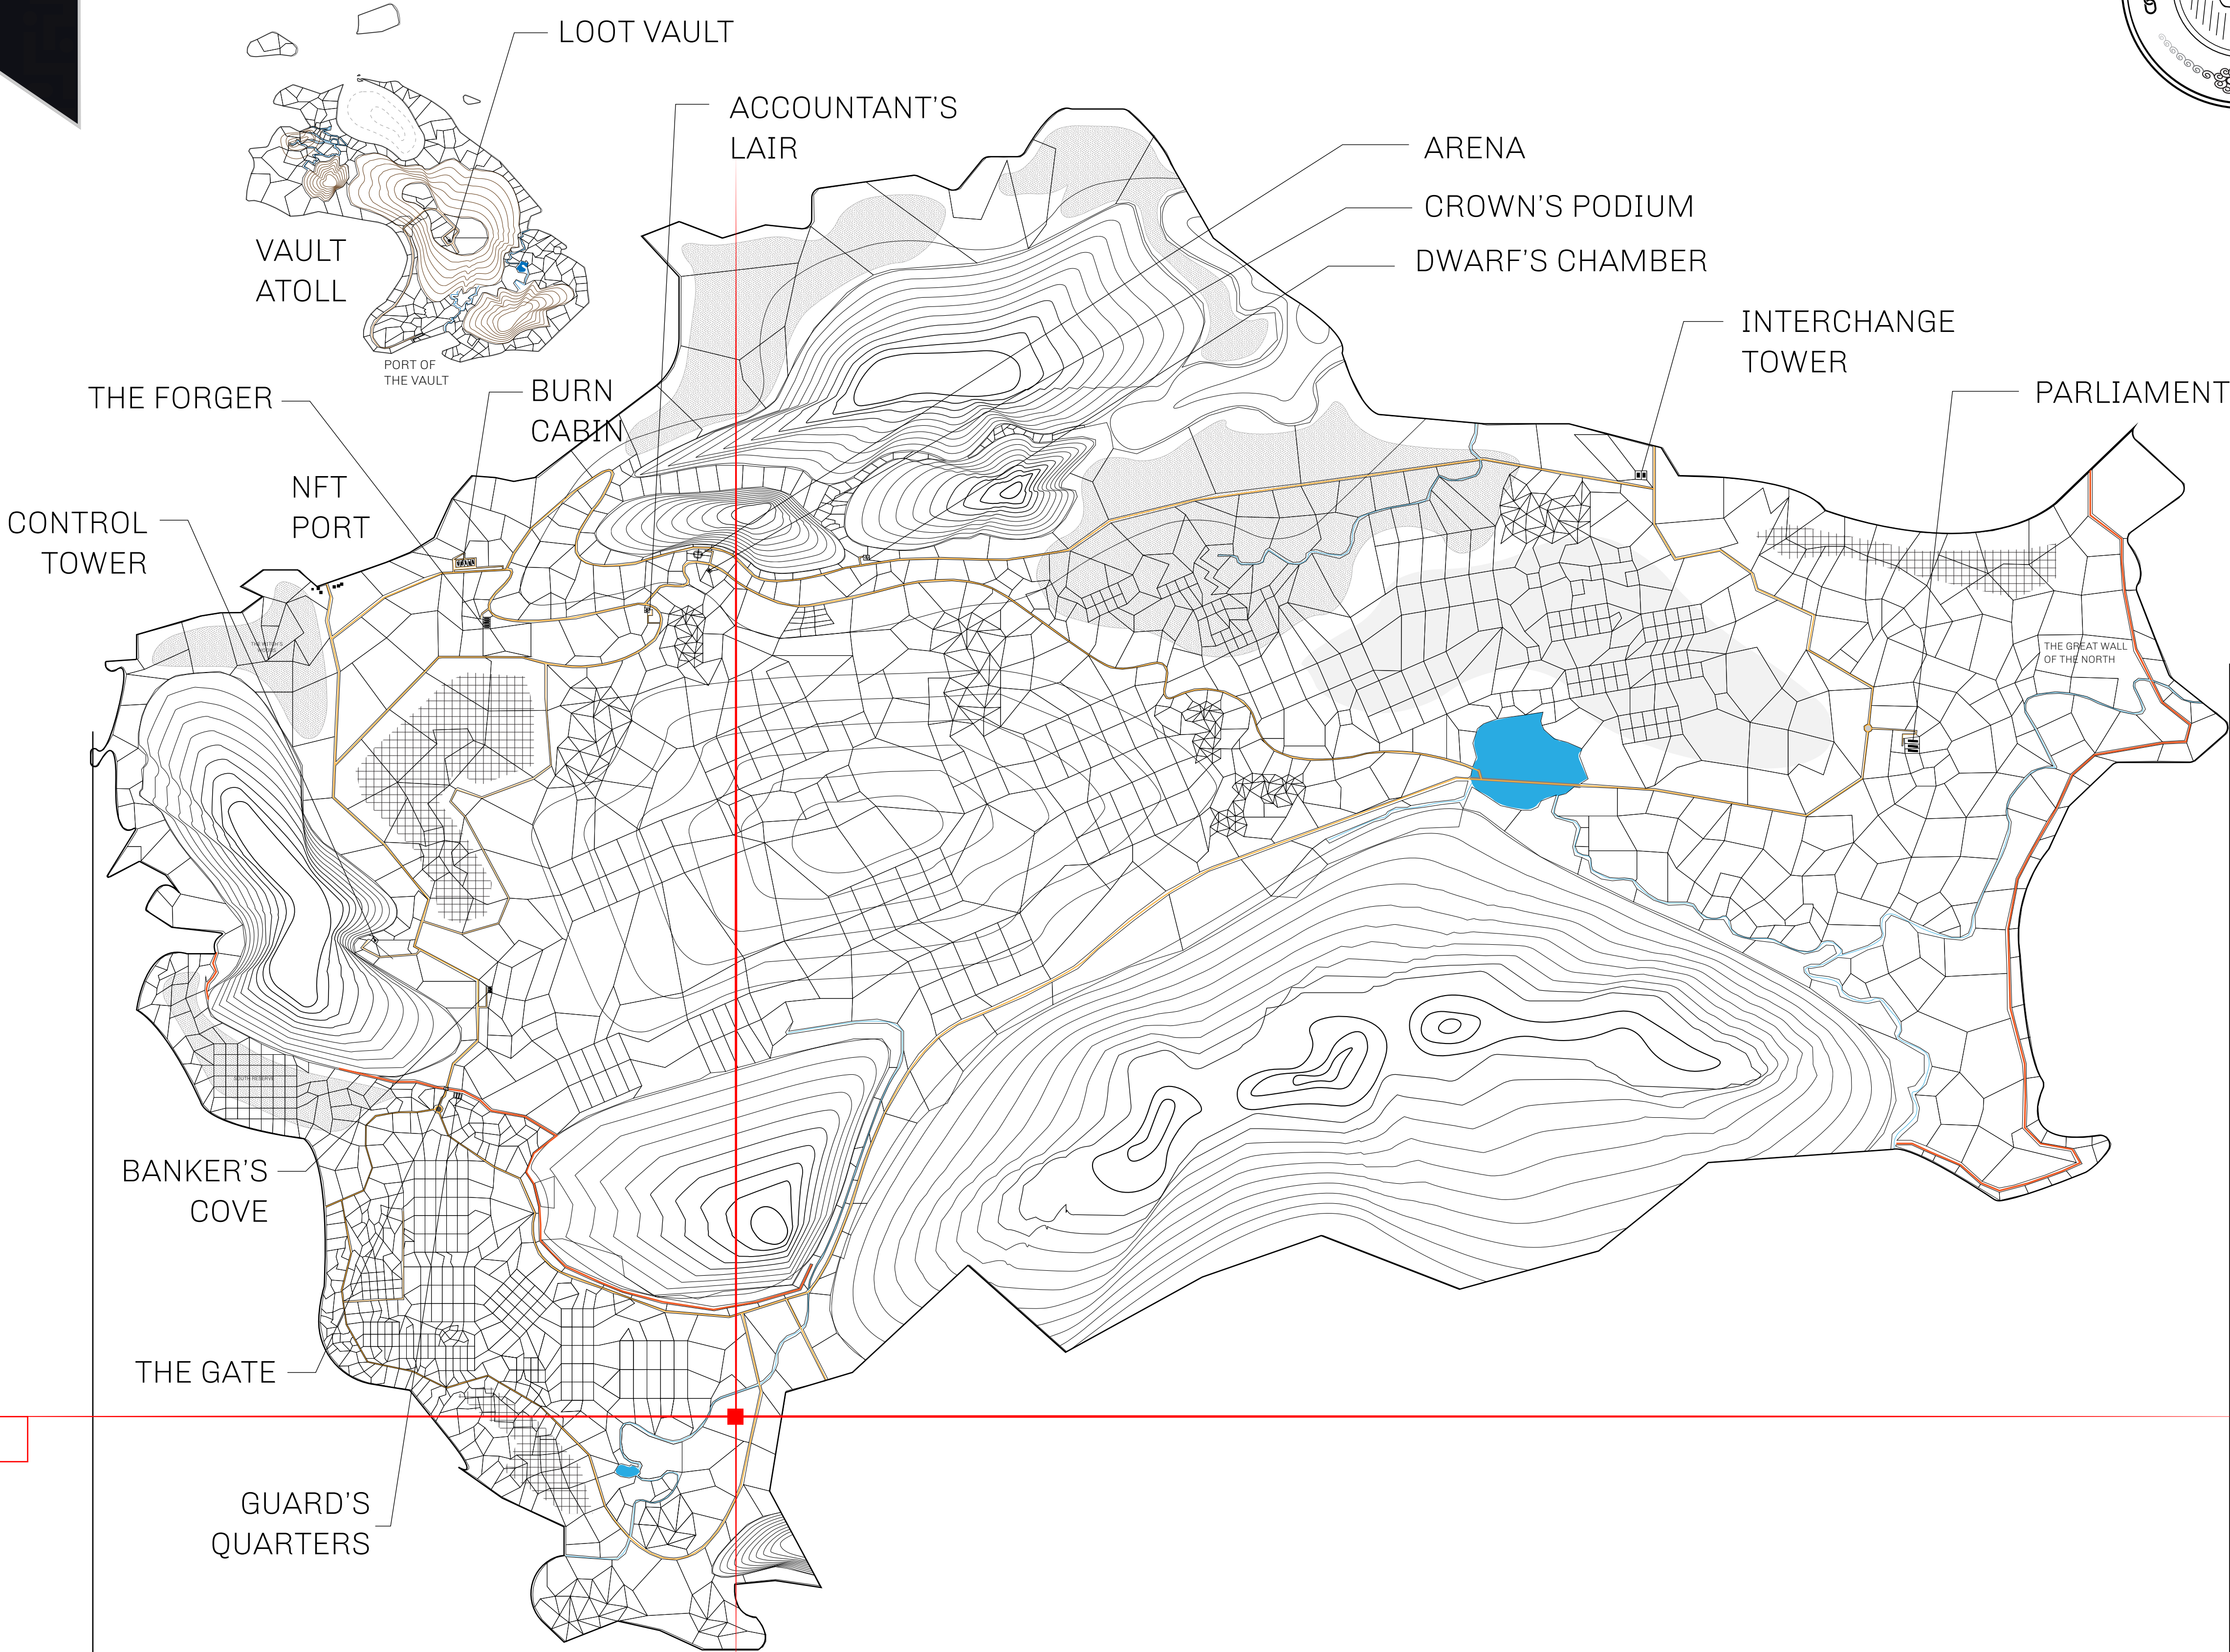 LOOT VAULT
ACCOUNTANT'S
LAIR
ARENA
CROWN'S PODIUM
DWARF'S CHAMBER
VAULT
ATOLL
INTERCHANGE
TOWER
PORT OF
THE VAULT
PARLIAMENT
THE FORGER
BURN
CABIN
NFT
PORT
CONTROL
TOWER
THE GREAT WALL
OF THE NORTH
SOUTH RESERVE
BANKER'S
COVE
THE GATE
GUARD'S
QUARTERS